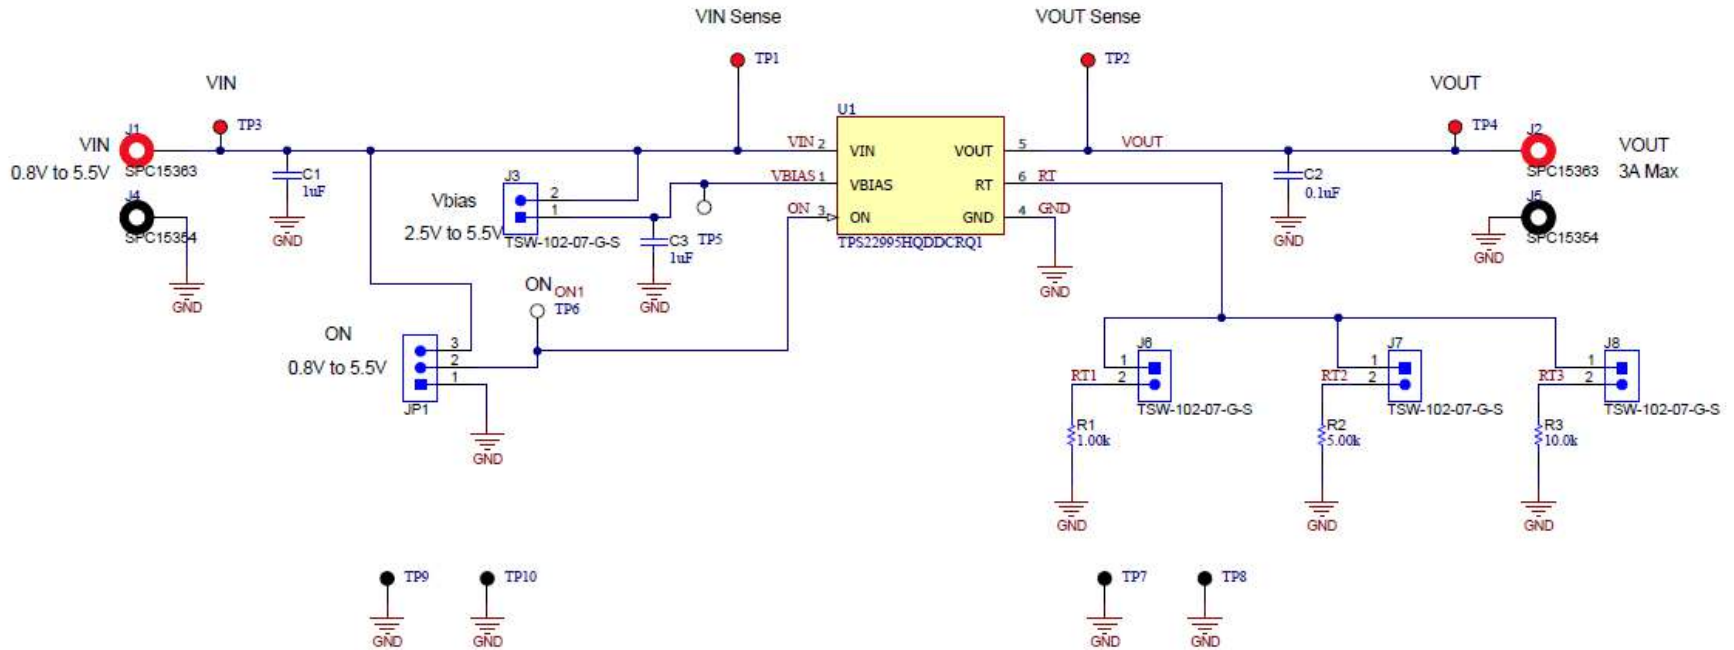 VIN Sense
VOUT Sense
TP1
TP2
VIN
VOUT
TP3
U1
TP4
J1
J2
VIN
0.8V to 5.5V
SPC15363
C1
1uF
GND
VIN 2
VIN
VOUT
5
VOUT
C2
0.1uF
GND
SPC15363
VOUT
3A Max
J4
SPC15354
GND
Vbias
2.5V to 5.5V
J3
2
1
TSW-102-07-G-S
VBIAS 1
VBIAS
RT
6 RT
TP5
C3
1uF
GND
ON 3
ON
GND
4 GND
TPS22995HQDDCRQ1
GND
J5
SPC15354
GND
ON
ON1
TP6
ON
0.8V to 5.5V
3
2
1
JP1
GND
J6
1
2
RT1
TSW-102-07-G-S
R1
1.00k
GND
J7
1
2
RT2
TSW-102-07-G-S
R2
5.00k
GND
J8
1
2
RT3
TSW-102-07-G-S
R3
10.0k
GND
TP9
GND
TP10
GND
TP7
GND
TP8
GND